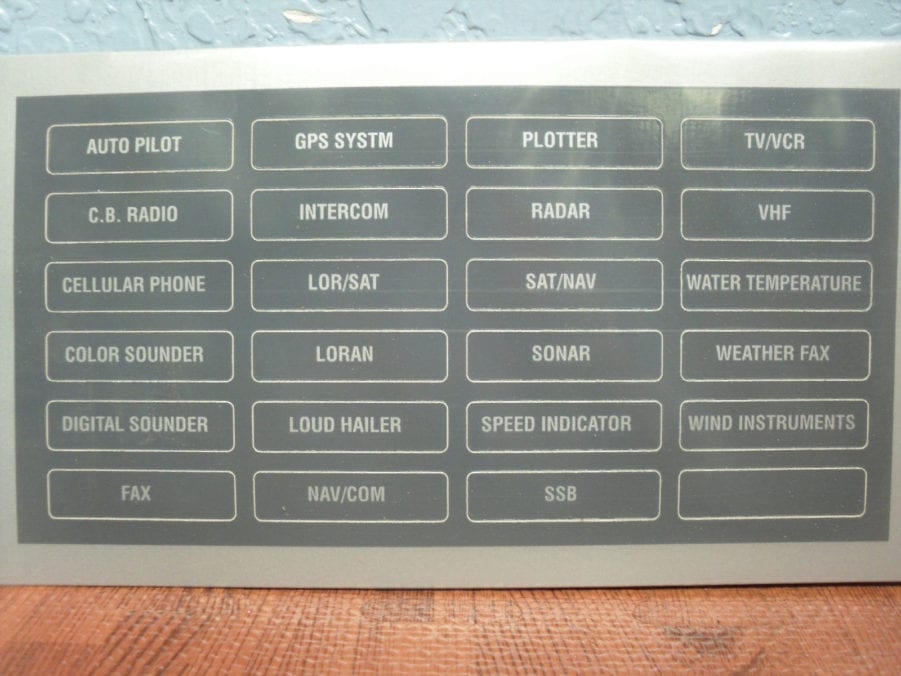 AUTO PILOT
GPS SYSTM
PLOTTER
TV/VCR
C.B. RADIO
INTERCOM
RADAR
VHF
CELLULAR PHONE
LOR/SAT
SAT/NAV
WATER TEMPERATURE
COLOR SOUNDER
LORAN
SONAR
WEATHER FAX
DIGITAL SOUNDER
LOUD HAILER
SPEED INDICATOR
WIND INSTRUMENTS
FAX
NAV/COM
SSB